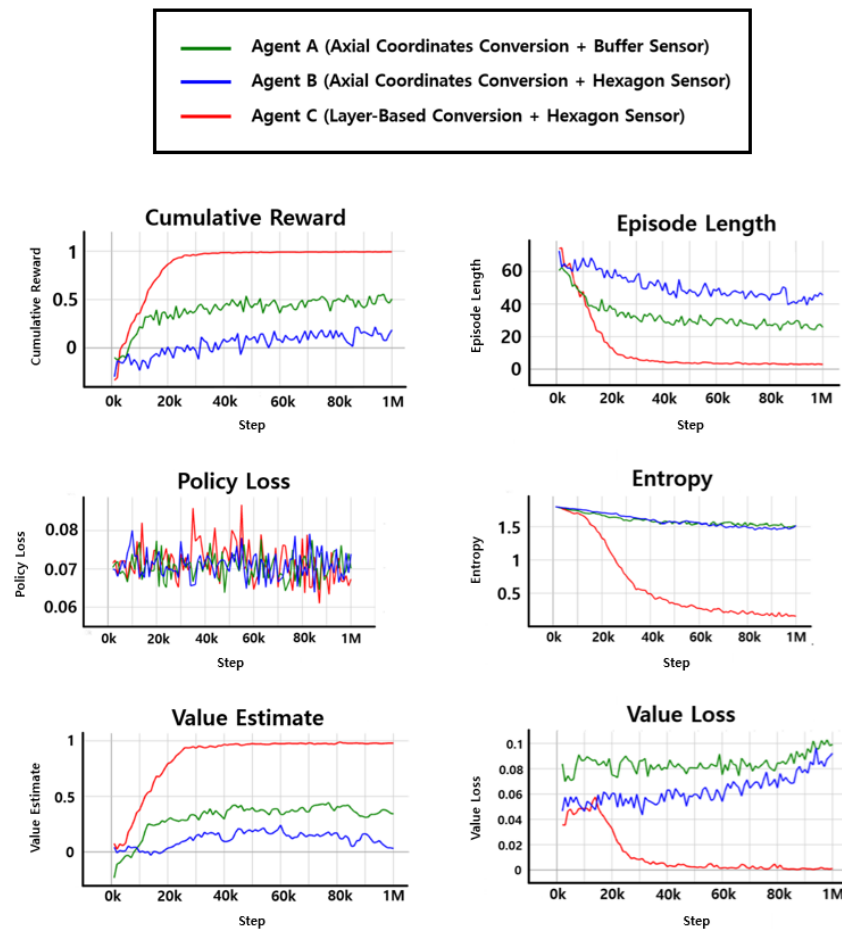 Agent A (Axial Coordinates Conversion + Buffer Sensor)
Agent B (Axial Coordinates Conversion + Hexagon Sensor)
Agent C (Layer-Based Conversion + Hexagon Sensor)
Cumulative Reward
Cumulative Reward
1
0.5
0
0k 20k 40k 60k 80k 1M
Step
Episode Length
Episode Length
60
40
20
0
0k 20k 40k 60k 80k 1M
Step
Policy Loss
Policy Loss
0.08
0.07
0.06
0k 20k 40k 60k 80k 1M
Step
Entropy
Entropy
1.5
1
0.5
0k 20k 40k 60k 80k 1M
Step
Value Estimate
Value Estimate
1
0.5
0
0k 20k 40k 60k 80k 1M
Step
Value Loss
Value Loss
0.1
0.08
0.06
0.04
0.02
0
0k 20k 40k 60k 80k 1M
Step